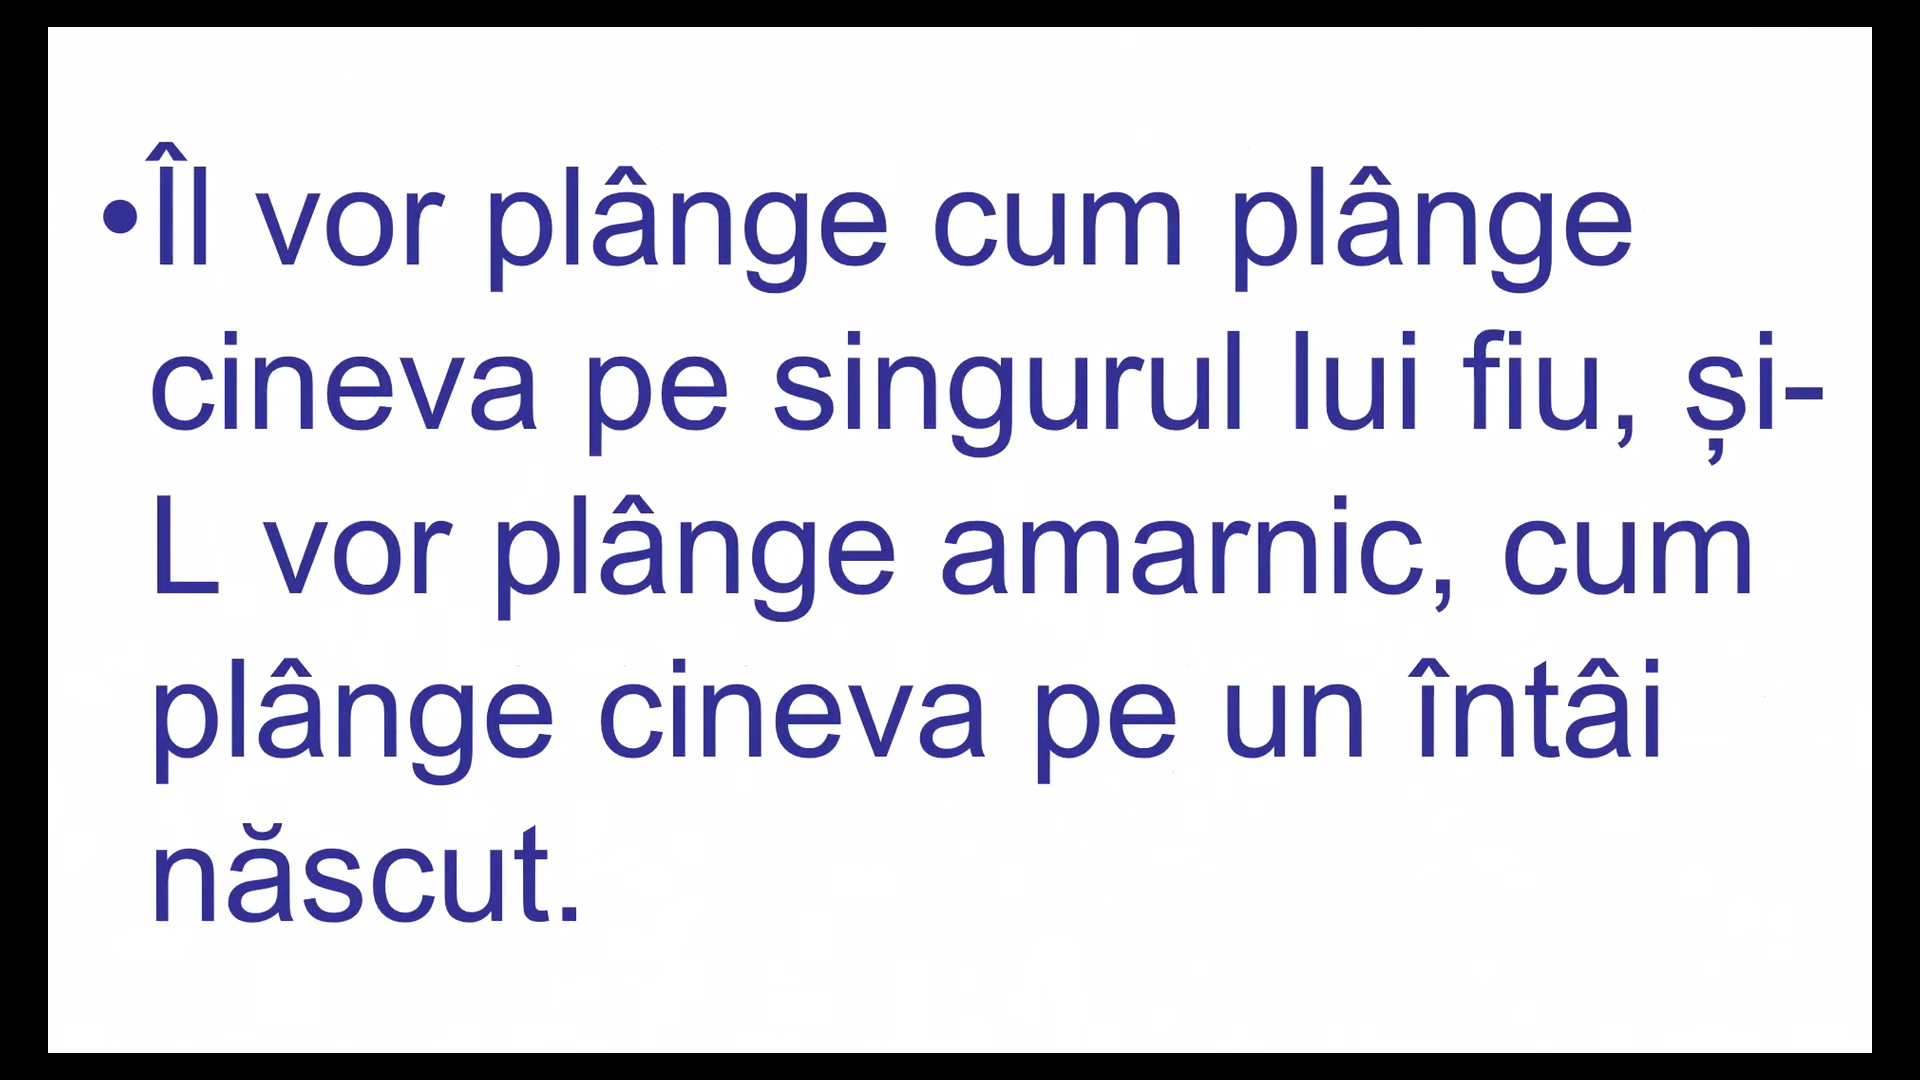 •Îl vor plânge cum plânge
cineva pe singurul lui fiu, și-
L vor plânge amarnic, cum
plânge cineva pe un întâi
născut.